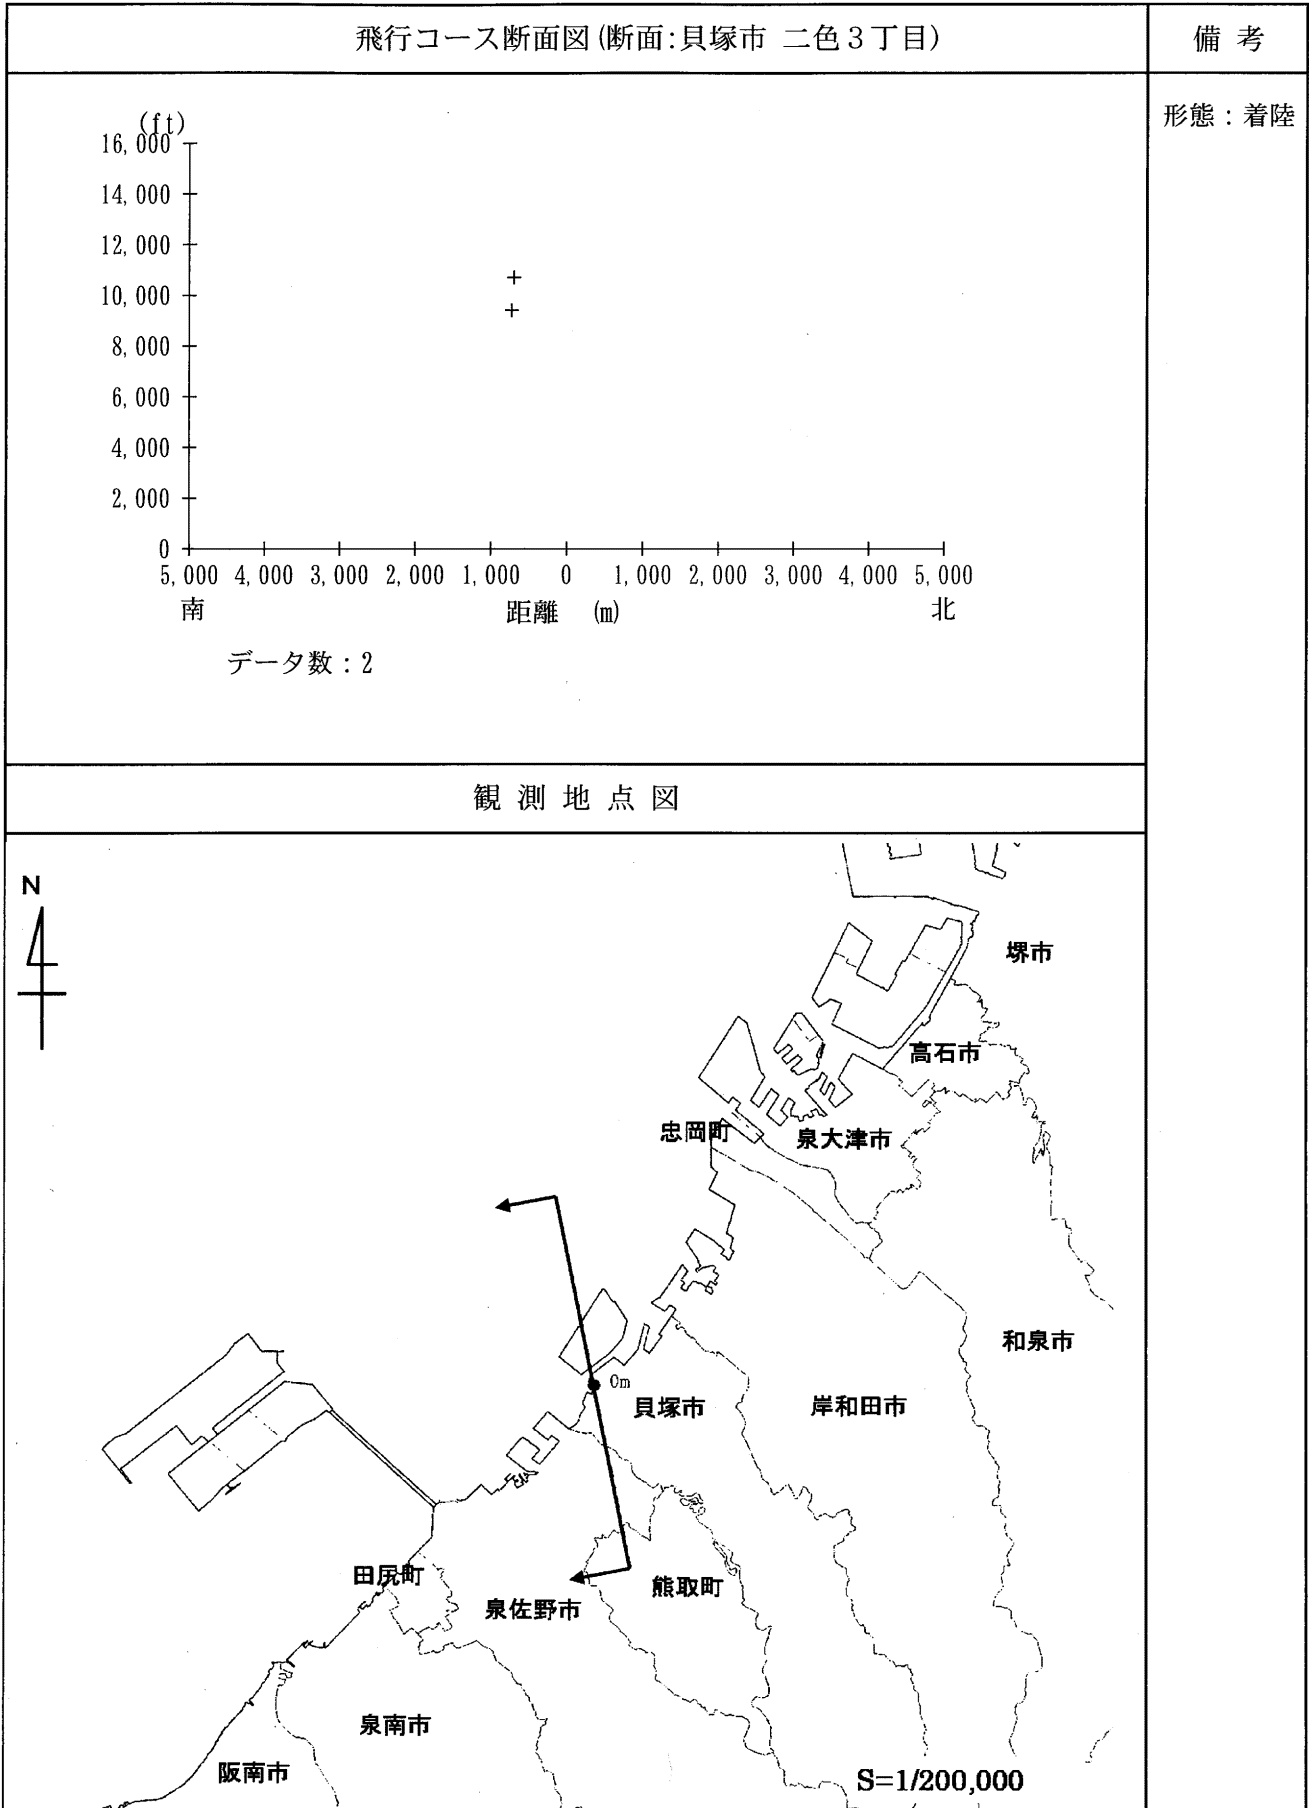 飛行コース断面図(断面:貝塚市 二色3丁目)
備 考
形態:着陸
(ft)
16,000
14,000
12,000
10,000
8,000
6,000
4,000
2,000
0
5,000 4,000 3,000 2,000 1,000 0 1,000 2,000 3,000 4,000 5,000
南 距離 (m) 北
データ数:2
観 測 地 点 図
N
堺市
高石市
忠岡町
泉大津市
和泉市
0m
貝塚市
岸和田市
田尻町
熊取町
泉佐野市
泉南市
阪南市
S=1/200,000